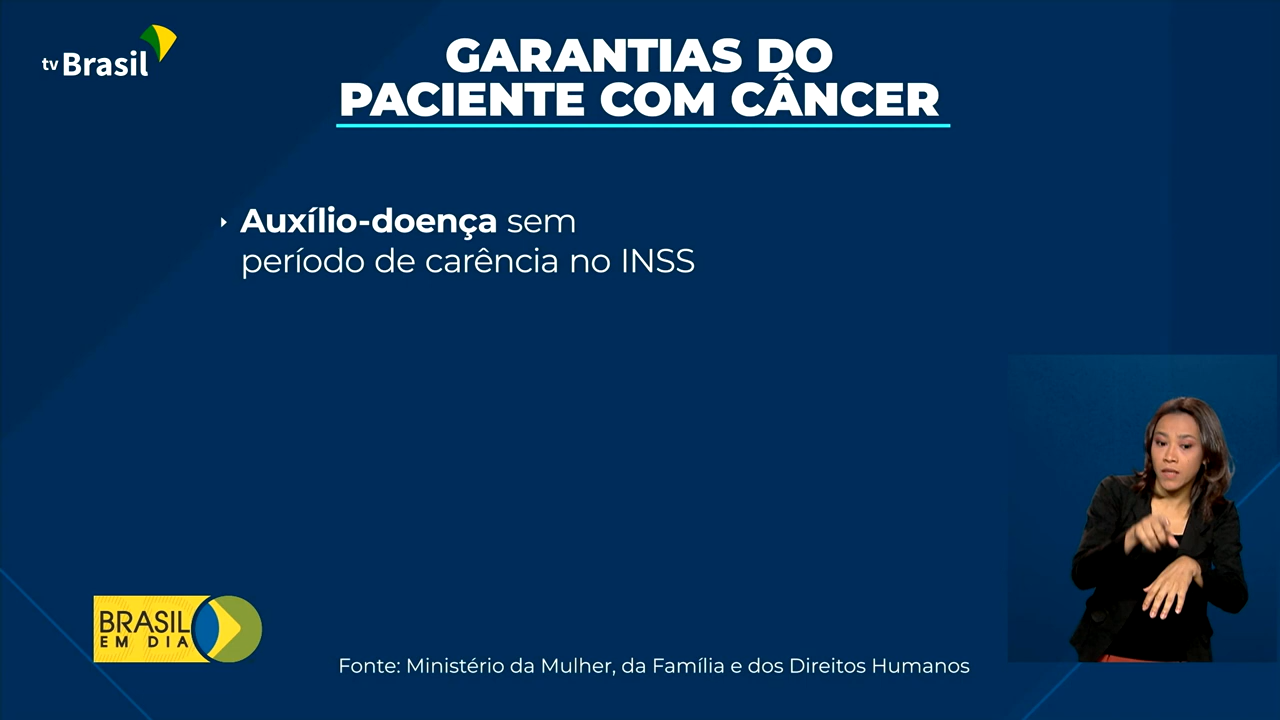 tv Brasil
GARANTIAS DO
PACIENTE COM CÂNCER
Auxílio-doença sem
período de carência no INSS
BRASIL
EM DIA
Fonte: Ministério da Mulher, da Família e dos Direitos Humanos